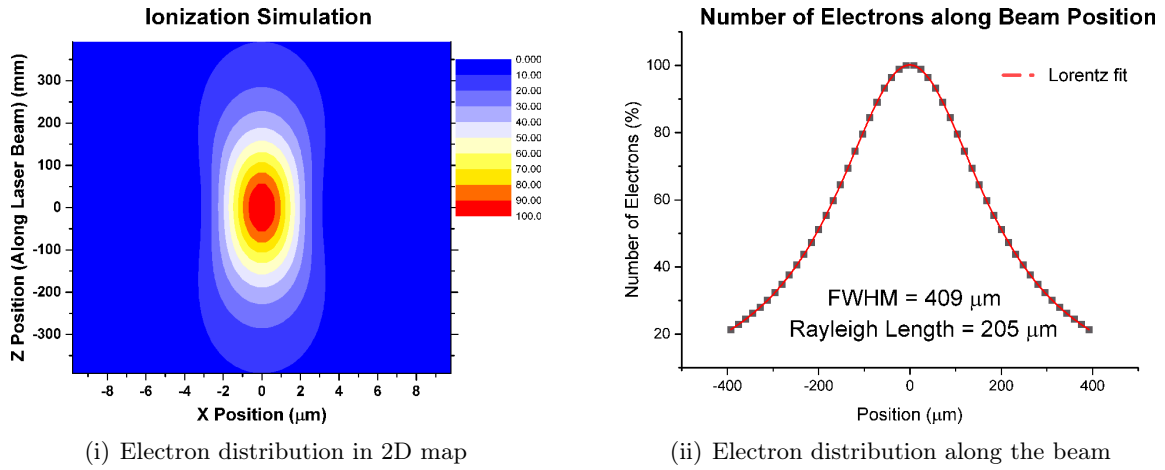 Ionization Simulation
Z Position (Along Laser Beam) (mm)
300
200
100
0
-100
-200
-300
-8 -6 -4 -2 0 2 4 6 8
X Position (μm)
0.000
10.00
20.00
30.00
40.00
50.00
60.00
70.00
80.00
90.00
100.0
(i) Electron distribution in 2D map
Number of Electrons along Beam Position
Number of Electrons (%)
100
80
60
40
20
Lorentz fit
FWHM = 409 μm
Rayleigh Length = 205 μm
-400 -200 0 200 400
Position (μm)
(ii) Electron distribution along the beam